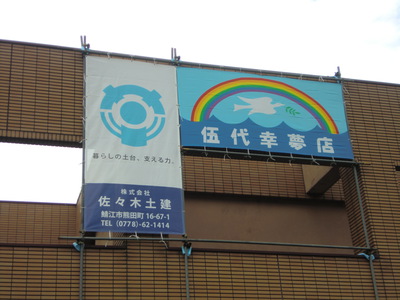 暮らしの土台、支える力。
株式会社
佐々木土建
鯖江市熊田町 16-67-1
TEL (0778)-62-1414
伍代幸夢店